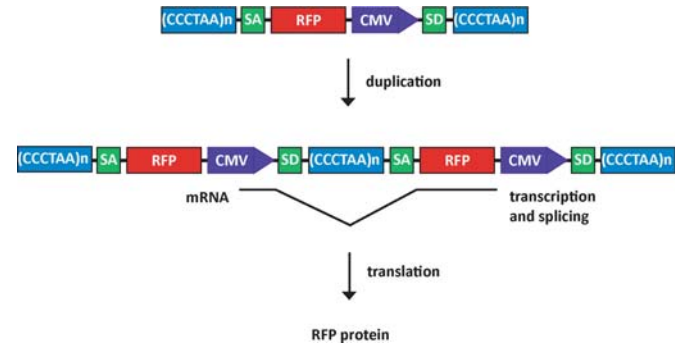 (CCCTAA)n SA RFP CMV SD (CCCTAA)n
duplication
(CCCTAA)n SA RFP CMV SD (CCCTAA)n SA RFP CMV SD (CCCTAA)n
mRNA transcription
and splicing
translation
RFP protein